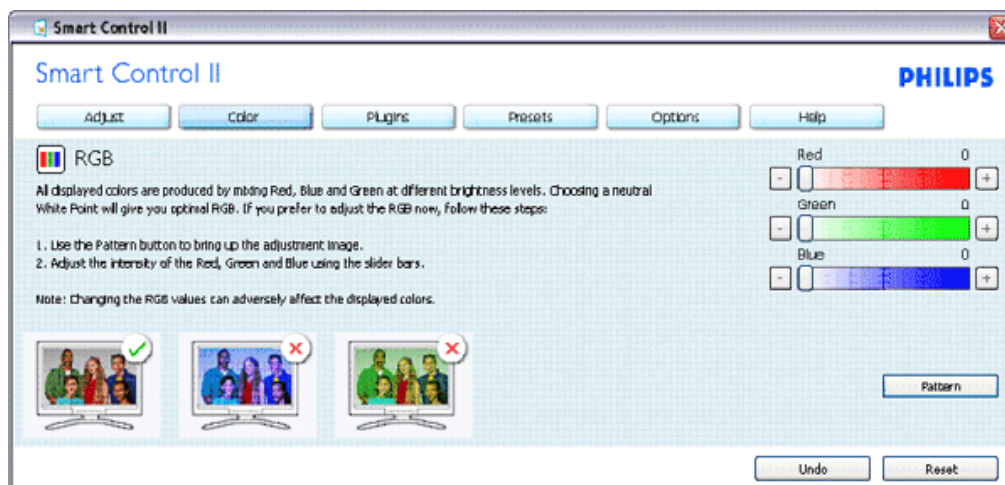 Smart Control II
Smart Control II
PHILIPS
Adjust Color Plugins Presets Options Help
RGB
All displayed colors are produced by mixing Red, Blue and Green at different brightness levels. Choosing a neutral
White Point will give you optimal RGB. If you prefer to adjust the RGB now, follow these steps:
1. Use the Pattern button to bring up the adjustment image.
2. Adjust the intensity of the Red, Green and Blue using the slider bars.
Note: Changing the RGB values can adversely affect the displayed colors.
Red 0
- +
Green 0
- +
Blue 0
- +
Pattern
Undo Reset